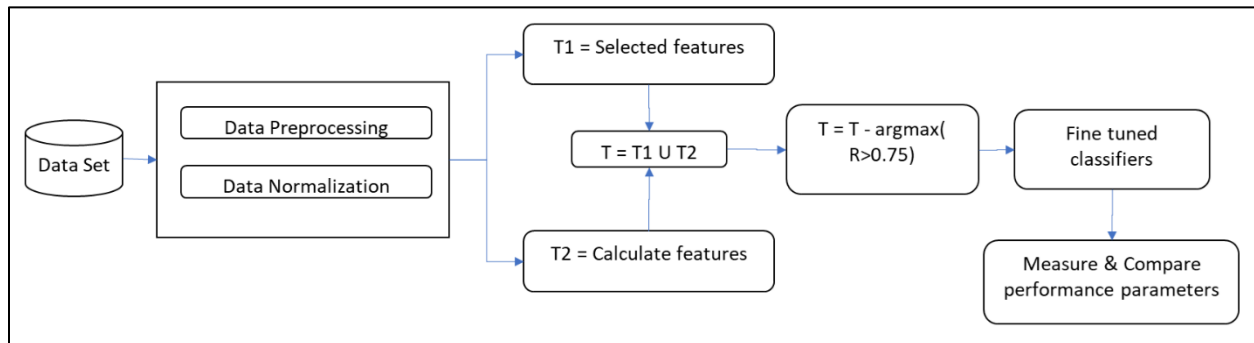 Data Set
Data Preprocessing
Data Normalization
T1 = Selected features
T = T1 U T2
T2 = Calculate features
T = T - argmax(
R>0.75)
Fine tuned
classifiers
Measure & Compare
performance parameters